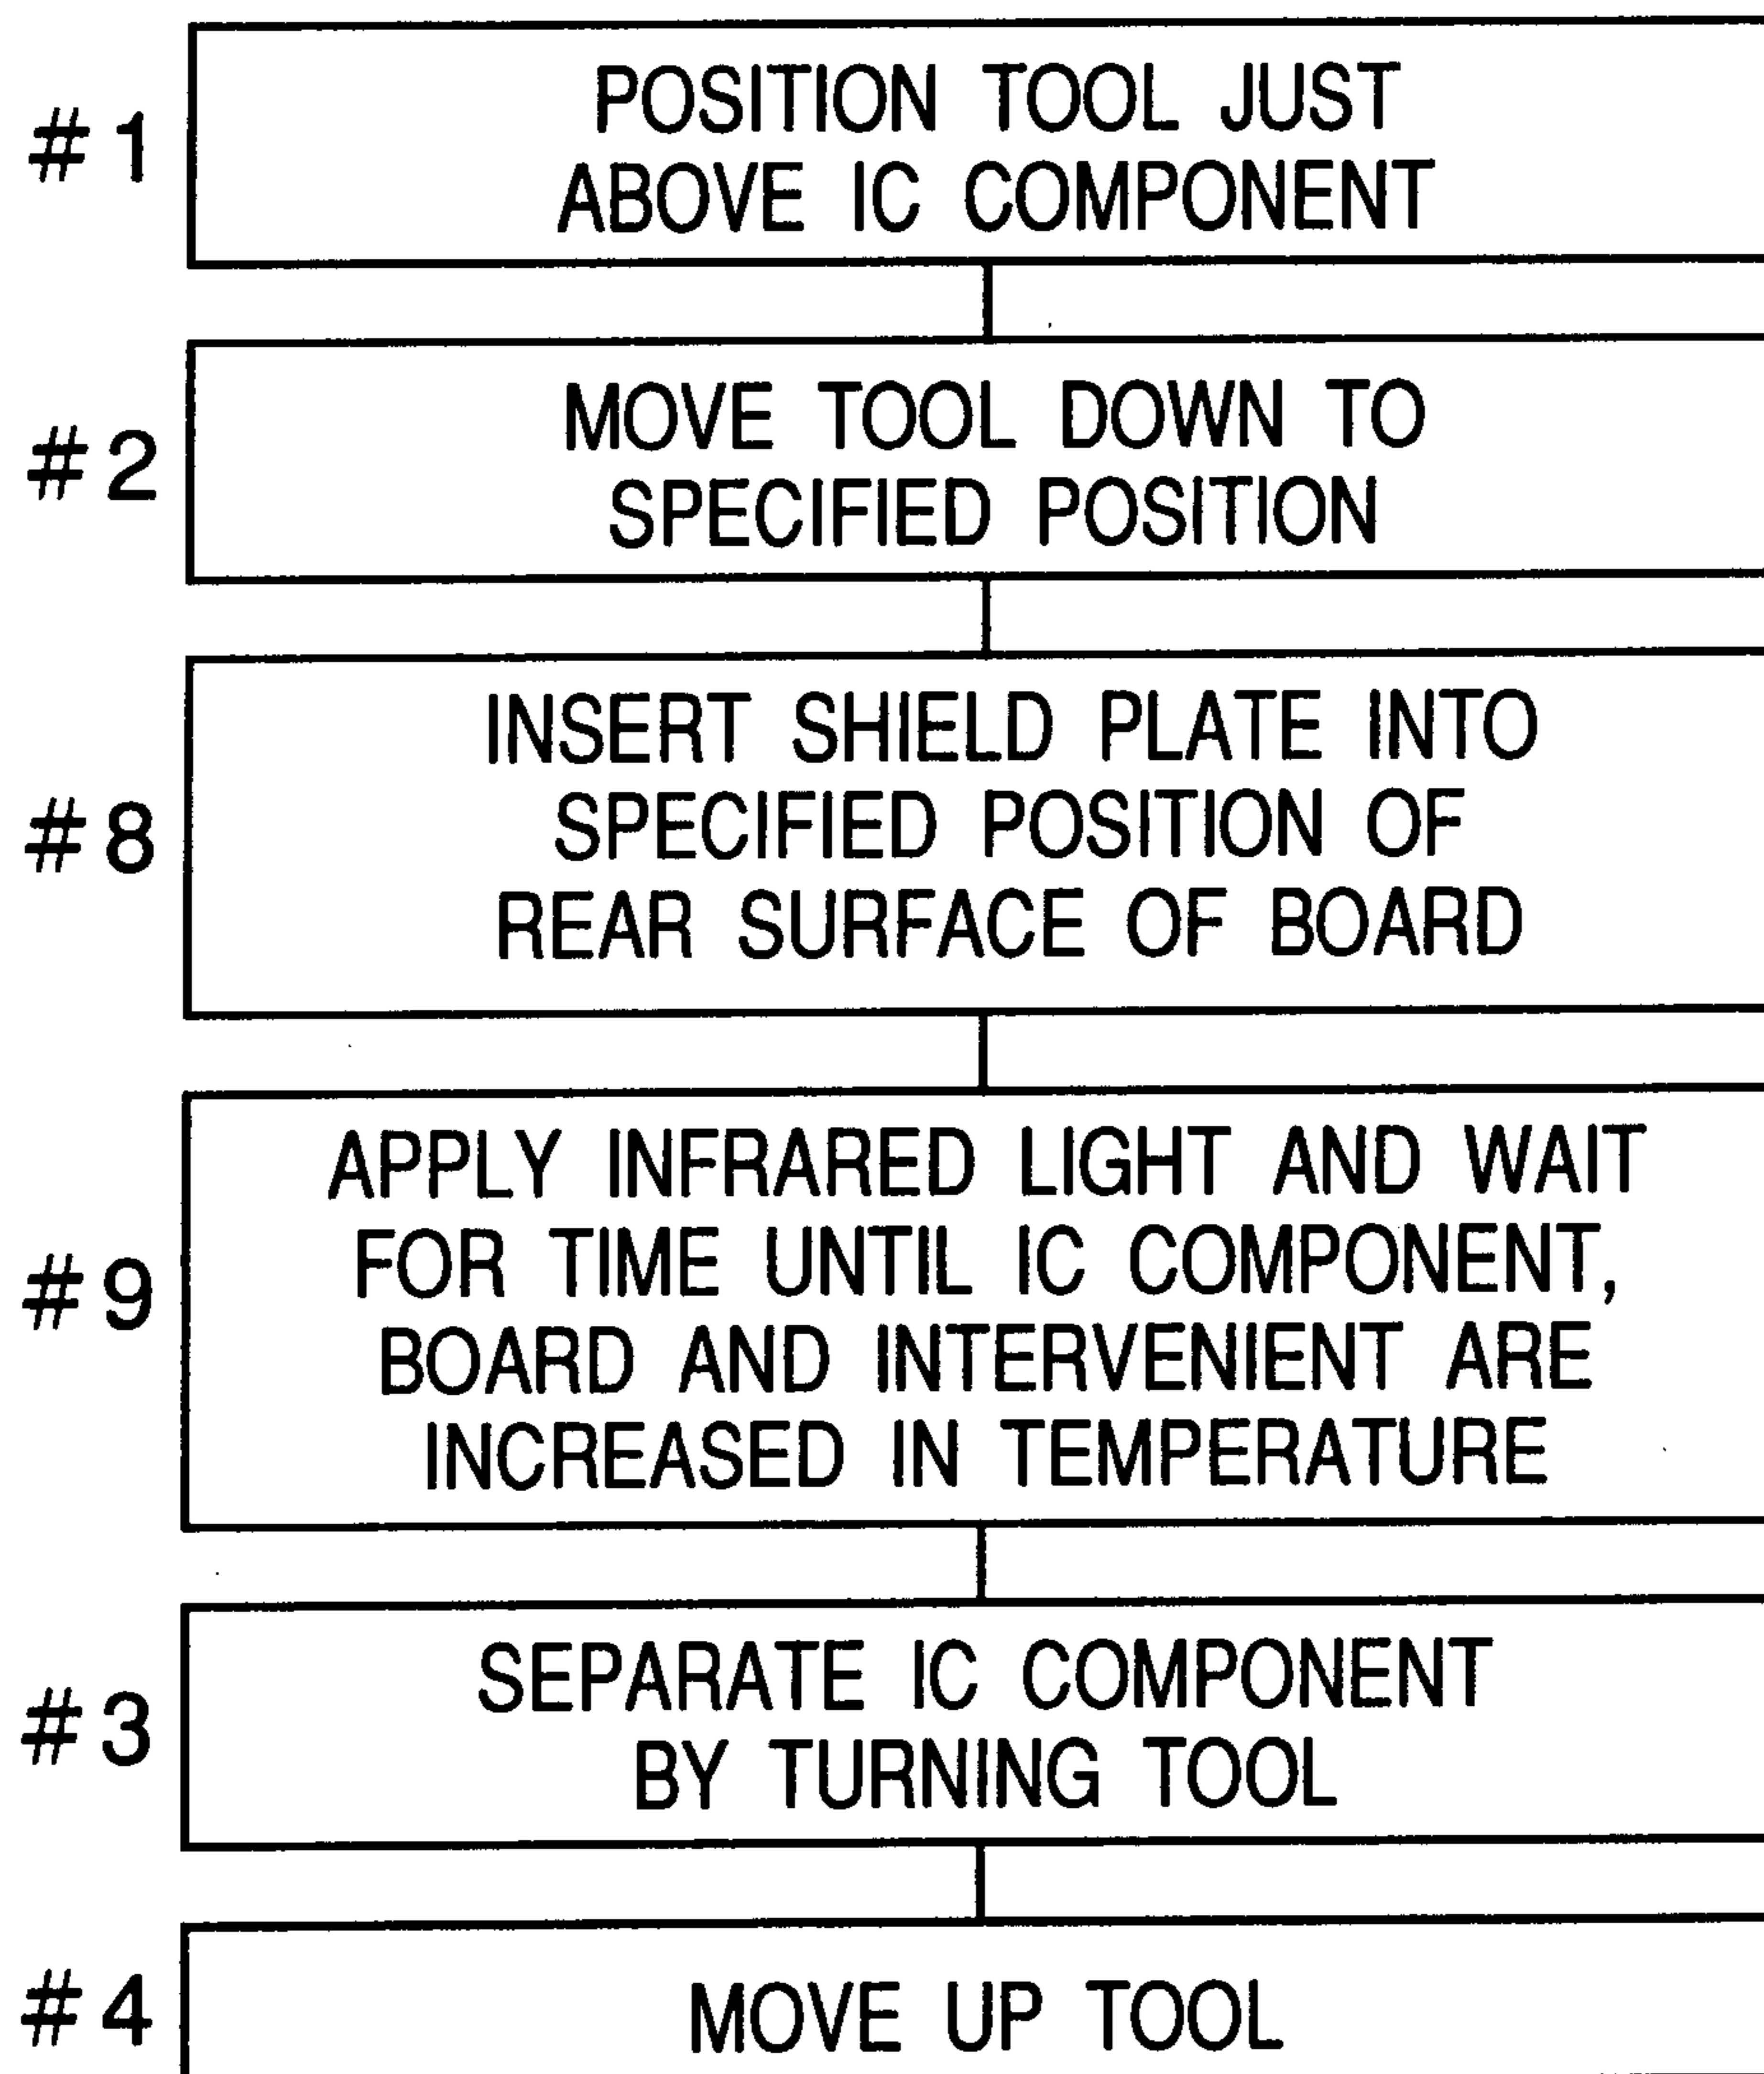 #1
POSITION TOOL JUST
ABOVE IC COMPONENT
#2
MOVE TOOL DOWN TO
SPECIFIED POSITION
#8
INSERT SHIELD PLATE INTO
SPECIFIED POSITION OF
REAR SURFACE OF BOARD
#9
APPLY INFRARED LIGHT AND WAIT
FOR TIME UNTIL IC COMPONENT,
BOARD AND INTERVENIENT ARE
INCREASED IN TEMPERATURE
#3
SEPARATE IC COMPONENT
BY TURNING TOOL
#4
MOVE UP TOOL